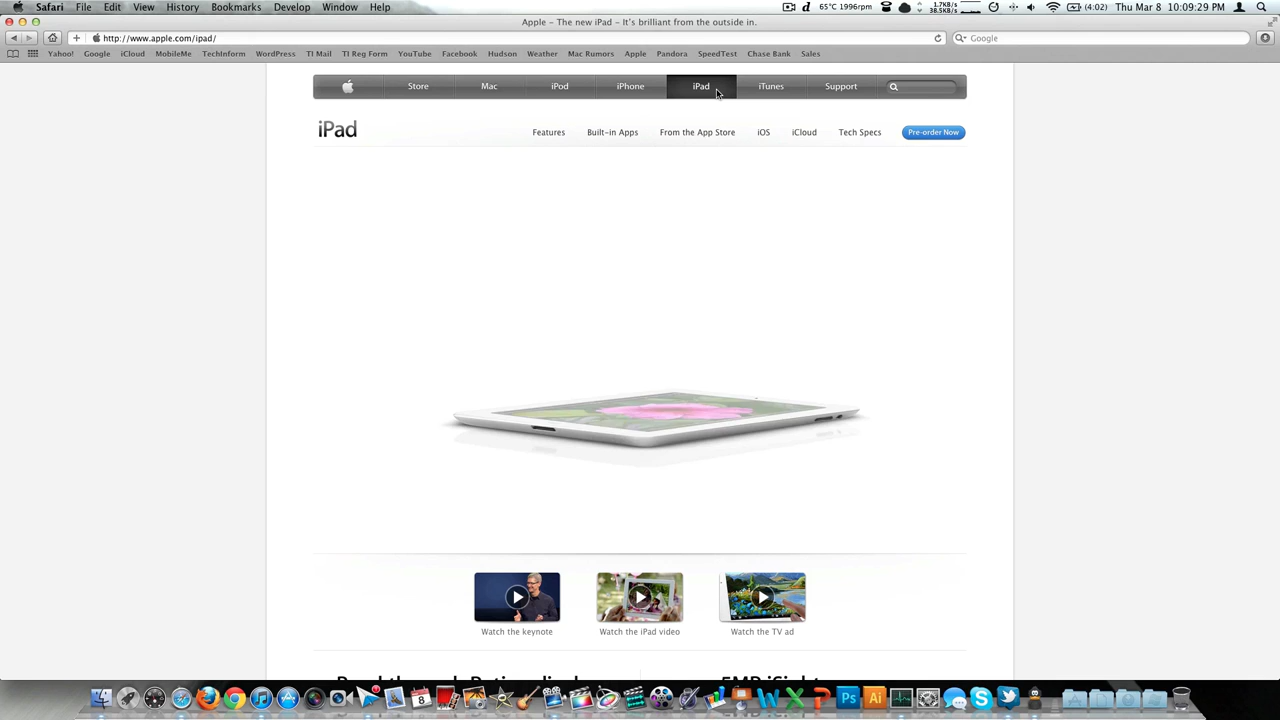 Safari File Edit View History Bookmarks Develop Window Help 65°C 1996rpm 1.7KB/s 38.5KB/s (4:02) Thu Mar 8 10:09:29 PM
Apple – The new iPad – It's brilliant from the outside in.
http://www.apple.com/ipad/ Google
Yahoo! Google iCloud MobileMe TechInform WordPress TI Mail TI Reg Form YouTube Facebook Hudson Weather Mac Rumors Apple Pandora SpeedTest Chase Bank Sales
Store Mac iPod iPhone iPad iTunes Support
iPad Features Built-in Apps From the App Store iOS iCloud Tech Specs Pre-order Now
Watch the keynote Watch the iPad video Watch the TV ad